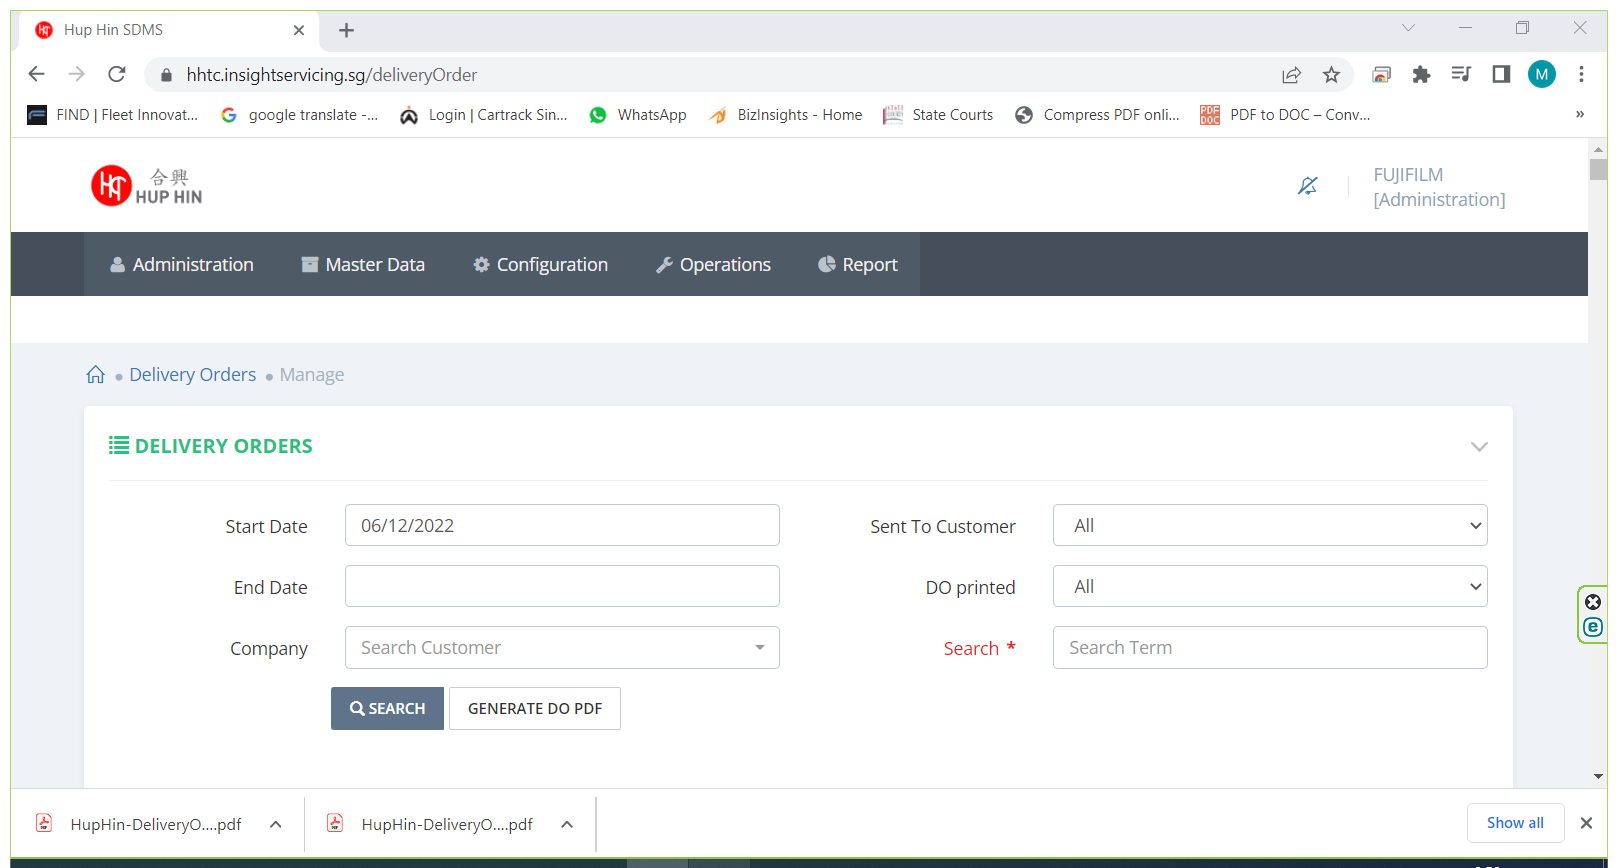 Hup Hin SDMS
hhtc.insightservicing.sg/deliveryOrder
M
FIND | Fleet Innovat...
google translate -...
Login | Cartrack Sin...
WhatsApp
BizInsights - Home
State Courts
Compress PDF onli...
PDF to DOC – Conv...
»
合興
HUP HIN
FUJIFILM
[Administration]
Administration
Master Data
Configuration
Operations
Report
Delivery Orders
Manage
DELIVERY ORDERS
Start Date
06/12/2022
Sent To Customer
All
End Date
DO printed
All
Company
Search Customer
Search *
Search Term
SEARCH
GENERATE DO PDF
HupHin-DeliveryO....pdf
HupHin-DeliveryO....pdf
Show all